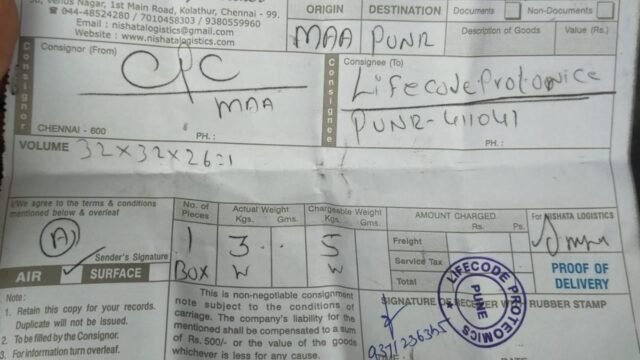 Venus Nagar, 1st Main Road, Kolathur, Chennai - 99.
☎ 044-48524280 / 7010458303 / 9380559960
Email : nishatalogistics@gmail.com
Website : www.nishatalogistics.com
ORIGIN
MAA
DESTINATION
PUNR
Documents
Non-Documents
Description of Goods
Value (Rs.)
Consignor
Consignor (From)
CPC
MAA
CHENNAI - 600
PH. :
Consignee
Consignee (To)
Lifecode Protomice
PUNR-411041
PH. :
VOLUME
32x32x26=1
I/We agree to the terms & conditions
mentioned below & overleaf
A
Sender's Signature
AIR ✓ SURFACE
No. of
Pieces
1
BOX
Actual Weight
Kgs. Gms.
3
W
Chargeable Weight
Kgs. Gms.
5
W
AMOUNT CHARGED
Rs. Ps.
Freight
Service Tax
Total
For NISHATA LOGISTICS
PROOF OF
DELIVERY
Note :
1. Retain this copy for your records.
Duplicate will not be issued.
2. To be filled by the Consignor.
3. For information turn overleaf.
This is non-negotiable consignment
note subject to the conditions of
carriage. The company's liability for the
mentioned shall be compensated to a sum
of Rs. 500/- or the value of the goods
whichever is less for any cause.
SIGNATURE OF RECEIVER WITH RUBBER STAMP
LIFECODE PROTEOMICS
PUNE